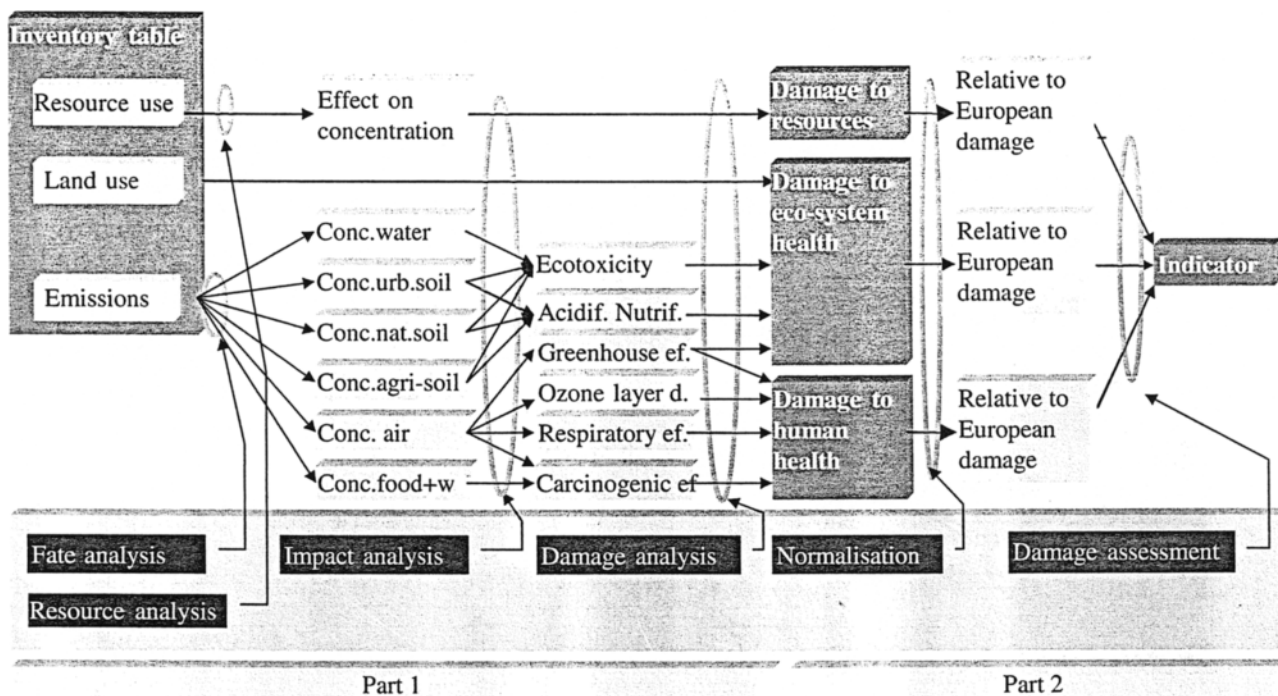 Inventory table
Resource use
Land use
Emissions
Effect on
concentration
Conc.water
Conc.urb.soil
Conc.nat.soil
Conc.agri-soil
Conc. air
Conc.food+w
Ecotoxicity
Acidif. Nutrif.
Greenhouse ef.
Ozone layer d.
Respiratory ef.
Carcinogenic ef
Damage to
resources
Damage to
eco-system
health
Damage to
human
health
Relative to
European
damage
Relative to
European
damage
Relative to
European
damage
Indicator
Fate analysis
Impact analysis
Damage analysis
Normalisation
Damage assessment
Resource analysis
Part 1
Part 2